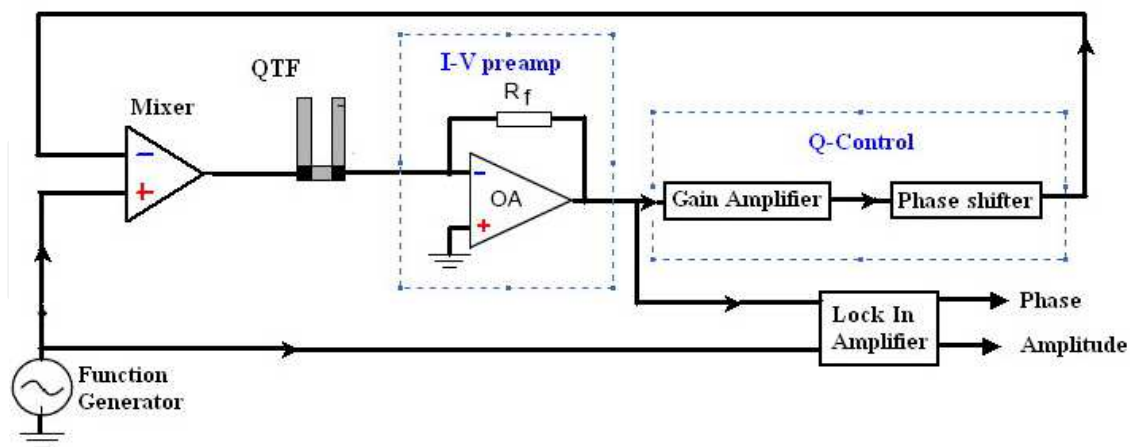 I-V preamp
QTF
R f
Mixer
Q-Control
-
-
+
OA
+
Gain Amplifier
Phase shifter
Lock In
Amplifier
Phase
Amplitude
Function
Generator